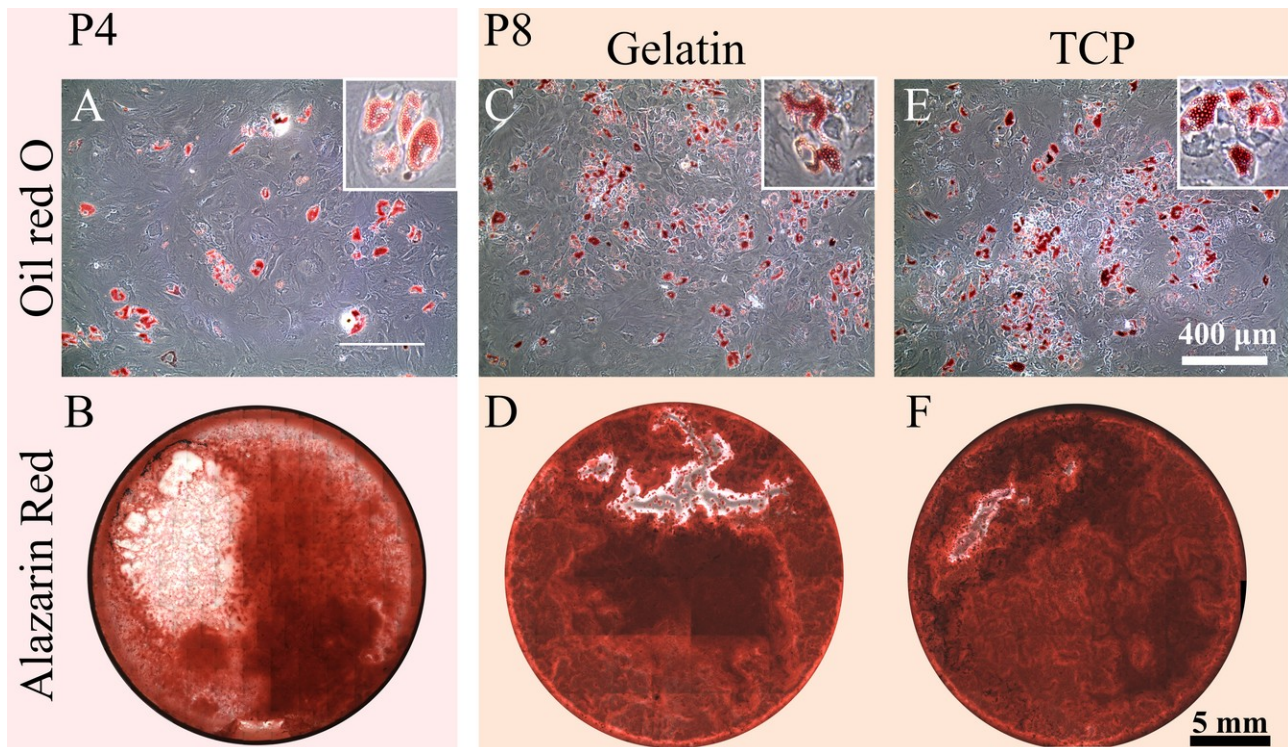 P4
P8
Gelatin
TCP
Oil red O
A
C
E
400 µm
Alazarin Red
B
D
F
5 mm